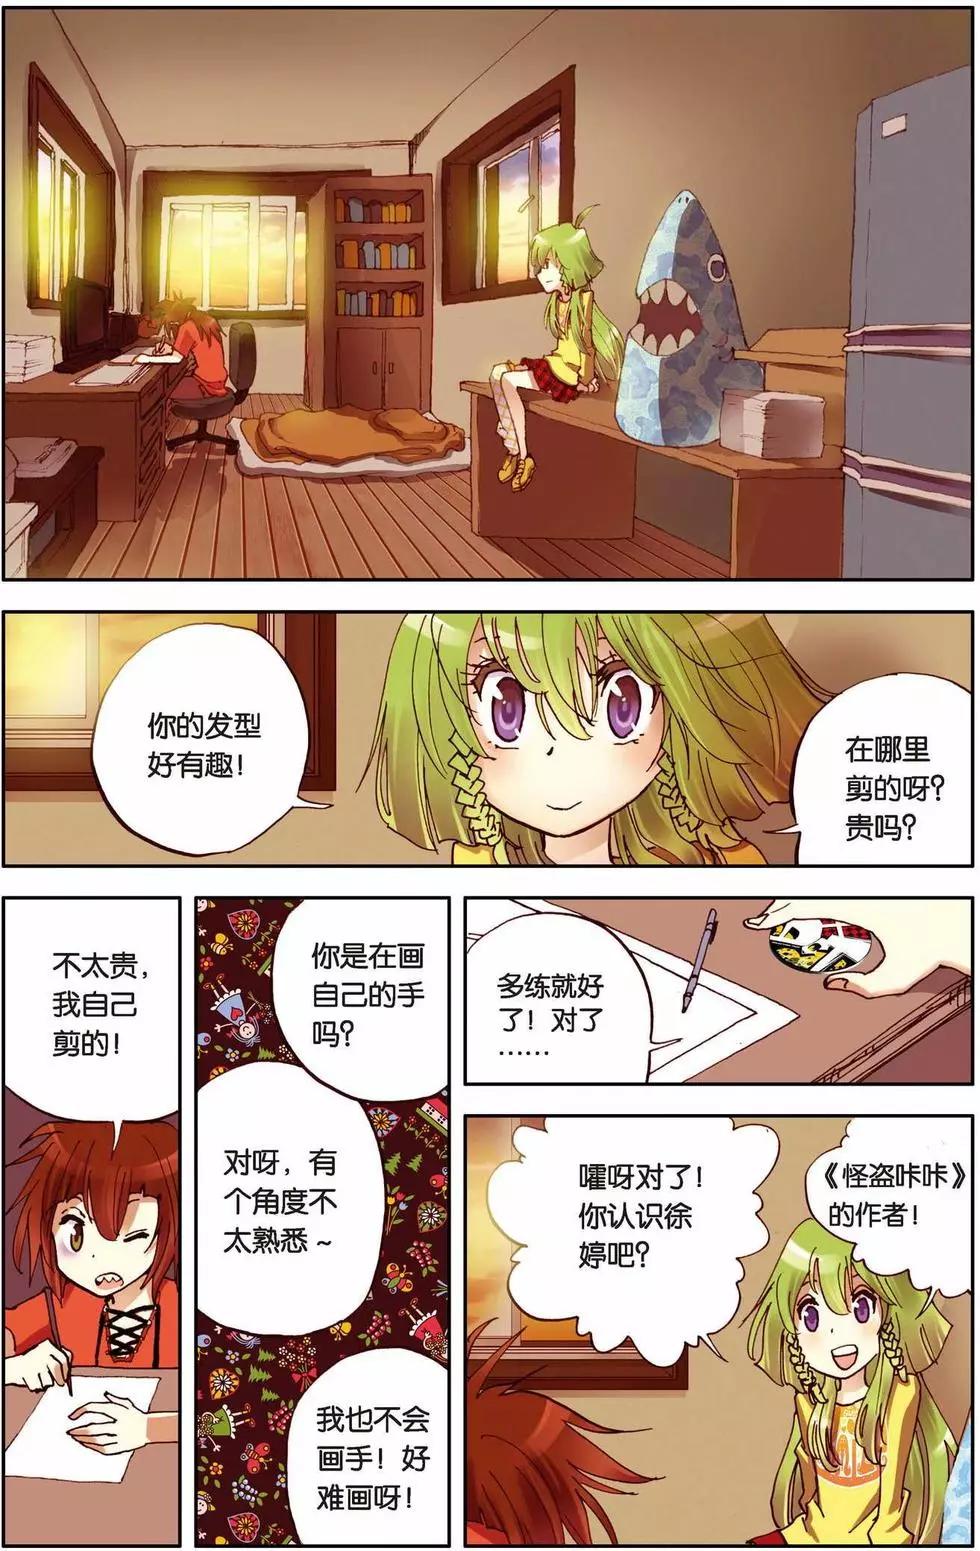 你的发型
好有趣！
在哪里
剪的呀？
贵吗？
不太贵，
我自己
剪的！
你是在画
自己的手
吗？
对呀，有
个角度不
太熟悉～
我也不会
画手！好
难画呀！
多练就好
了！对了
……
嚯呀对了！
你认识徐
婷吧？
《怪盗咔咔》
的作者！